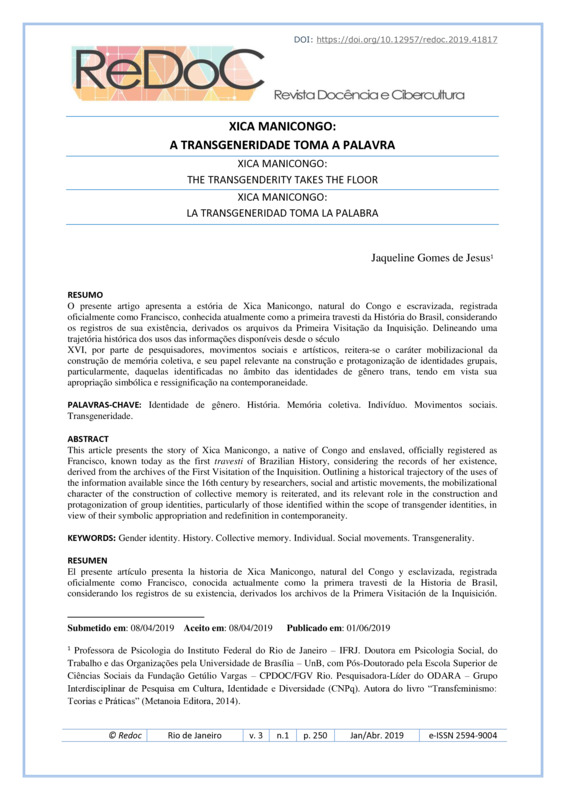 DOI: https://doi.org/10.12957/redoc.2019.41817
ReDoC
Revista Docência e Cibercultura
XICA MANICONGO:
A TRANSGENERIDADE TOMA A PALAVRA
XICA MANICONGO:
THE TRANSGENDERITY TAKES THE FLOOR
XICA MANICONGO:
LA TRANSGENERIDAD TOMA LA PALABRA
Jaqueline Gomes de Jesus¹
RESUMO
O presente artigo apresenta a estória de Xica Manicongo, natural do Congo e escravizada, registrada
oficialmente como Francisco, conhecida atualmente como a primeira travesti da História do Brasil, considerando
os registros de sua existência, derivados os arquivos da Primeira Visitação da Inquisição. Delineando uma
trajetória histórica dos usos das informações disponíveis desde o século
XVI, por parte de pesquisadores, movimentos sociais e artísticos, reitera-se o caráter mobilizacional da
construção de memória coletiva, e seu papel relevante na construção e protagonização de identidades grupais,
particularmente, daquelas identificadas no âmbito das identidades de gênero trans, tendo em vista sua
apropriação simbólica e ressignificação na contemporaneidade.
PALAVRAS-CHAVE: Identidade de gênero. História. Memória coletiva. Indivíduo. Movimentos sociais.
Transgeneridade.
ABSTRACT
This article presents the story of Xica Manicongo, a native of Congo and enslaved, officially registered as
Francisco, known today as the first travesti of Brazilian History, considering the records of her existence,
derived from the archives of the First Visitation of the Inquisition. Outlining a historical trajectory of the uses of
the information available since the 16th century by researchers, social and artistic movements, the mobilizational
character of the construction of collective memory is reiterated, and its relevant role in the construction and
protagonization of group identities, particularly of those identified within the scope of transgender identities, in
view of their symbolic appropriation and redefinition in contemporaneity.
KEYWORDS: Gender identity. History. Collective memory. Individual. Social movements. Transgenerality.
RESUMEN
El presente artículo presenta la historia de Xica Manicongo, natural del Congo y esclavizada, registrada
oficialmente como Francisco, conocida actualmente como la primera travesti de la Historia de Brasil,
considerando los registros de su existencia, derivados los archivos de la Primera Visitación de la Inquisición.
Submetido em: 08/04/2019 Aceito em: 08/04/2019 Publicado em: 01/06/2019
¹ Professora de Psicologia do Instituto Federal do Rio de Janeiro – IFRJ. Doutora em Psicologia Social, do
Trabalho e das Organizações pela Universidade de Brasília – UnB, com Pós-Doutorado pela Escola Superior de
Ciências Sociais da Fundação Getúlio Vargas – CPDOC/FGV Rio. Pesquisadora-Líder do ODARA – Grupo
Interdisciplinar de Pesquisa em Cultura, Identidade e Diversidade (CNPq). Autora do livro “Transfeminismo:
Teorias e Práticas” (Metanoia Editora, 2014).
© Redoc Rio de Janeiro v. 3 n.1 p. 250 Jan/Abr. 2019 e-ISSN 2594-9004